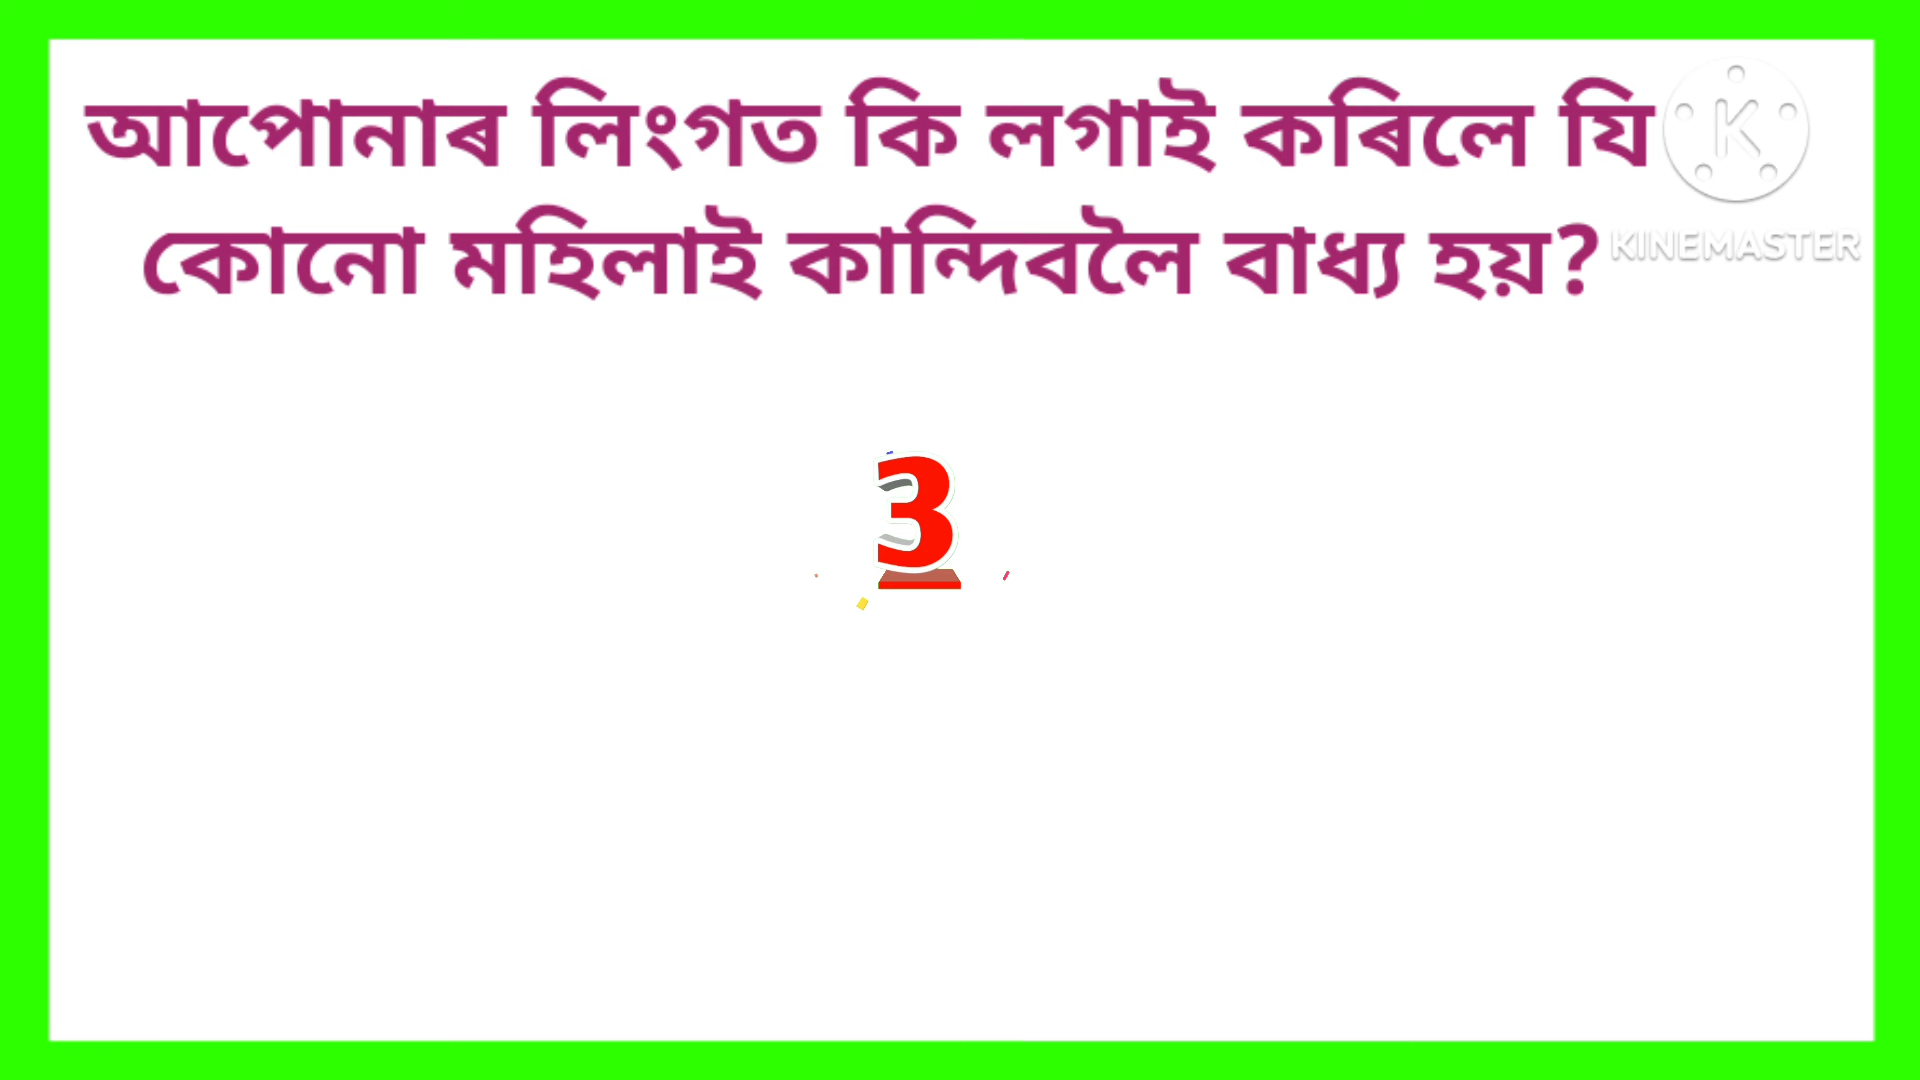 আপোনাৰ লিংগত কি লগাই কৰিলে যি
কোনো মহিলাই কান্দিবলৈ বাধ্য হয়?
K
KINEMASTER
3